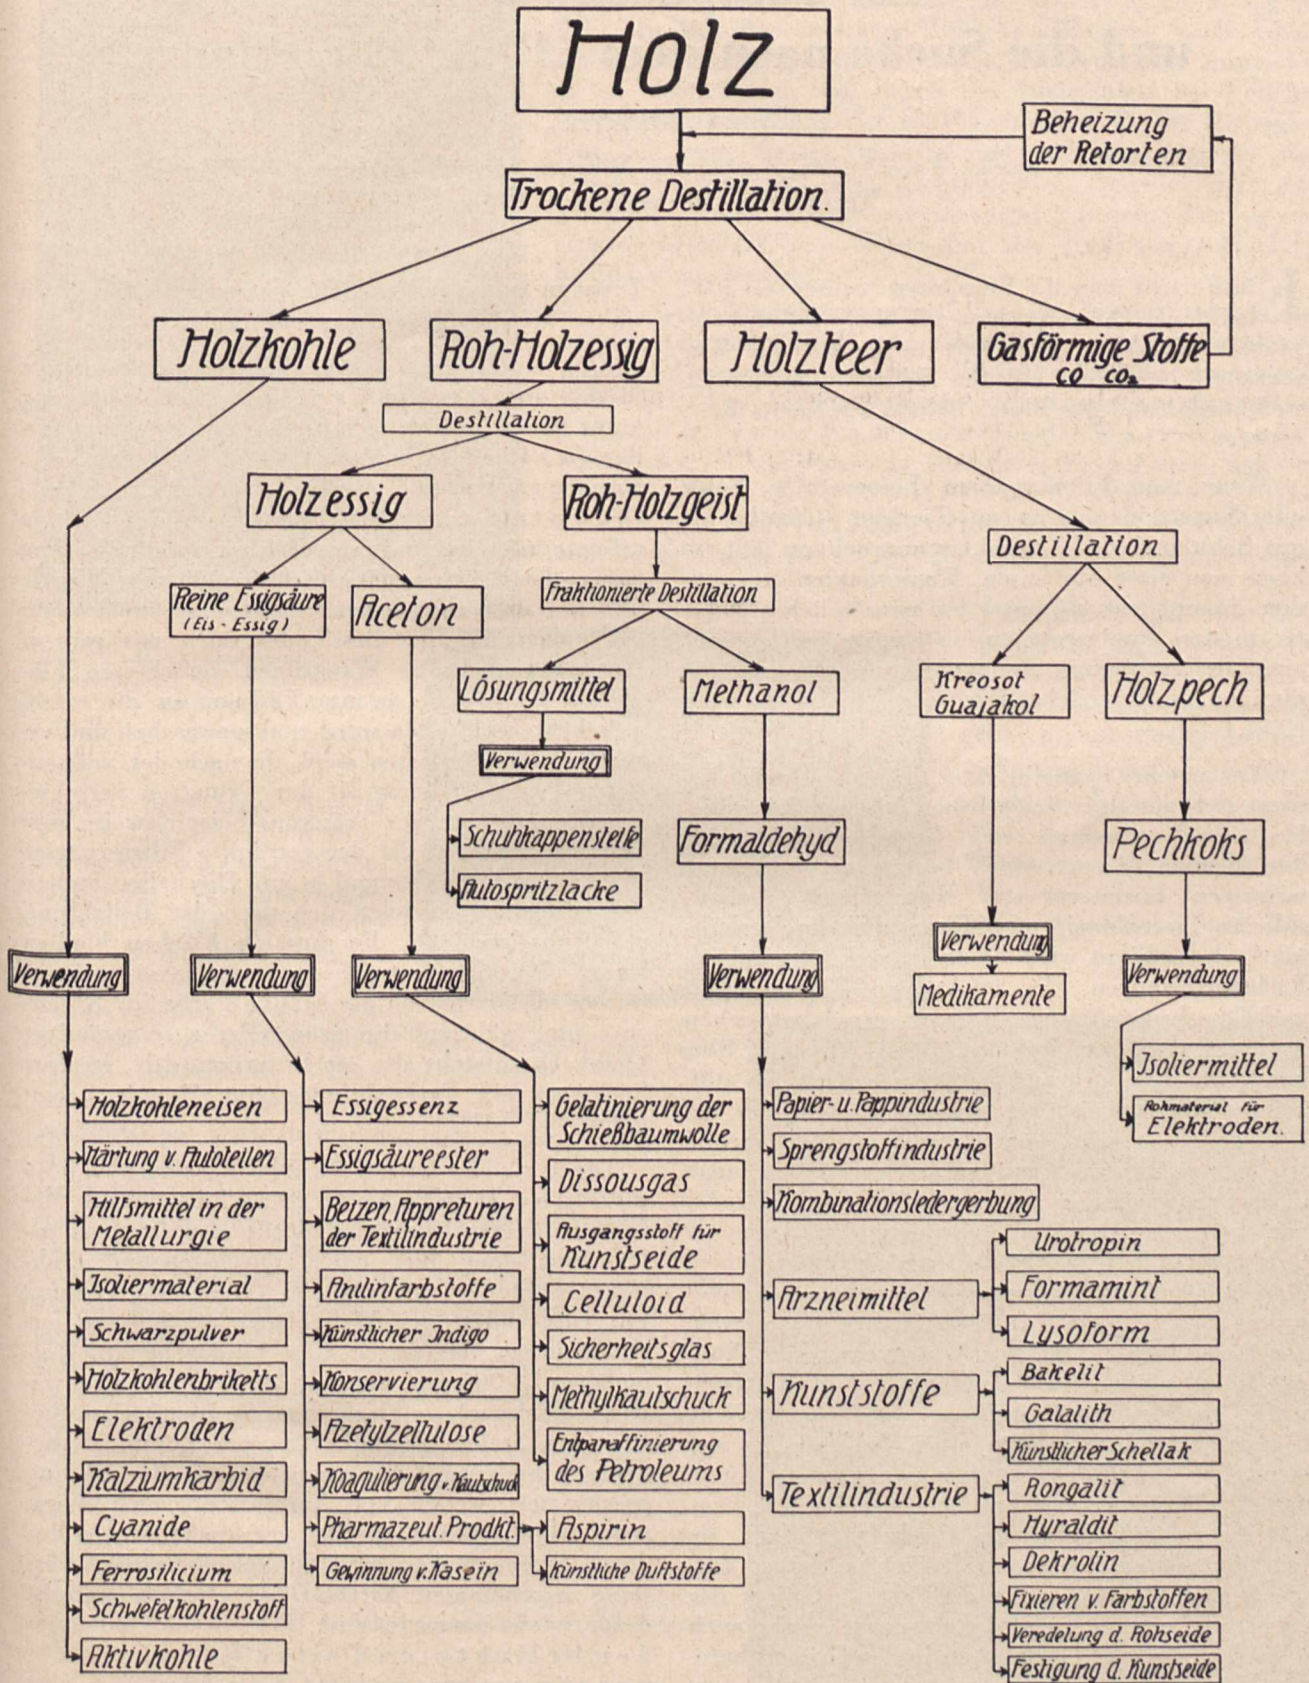 Holz
Beheizung
der Retorten
Trockene Destillation.
Holzkohle
Roh-Holzessig
Holzteer
Gasförmige Stoffe
CO CO₂
Destillation
Holzessig
Roh-Holzgeist
Destillation
Reine Essigsäure
(Eis-Essig)
Aceton
Fraktionierte Destillation
Lösungsmittel
Methanol
Kreosot
Guajakol
Holzpech
Verwendung
Schuhkappensteife
Autospritzlacke
Formaldehyd
Pechkoks
Verwendung
Verwendung
Verwendung
Verwendung
Verwendung
Medikamente
Verwendung
Isoliermittel
Rohmaterial für
Elektroden.
Holzkohleneisen
Härtung v. Autoteilen
Hilfsmittel in der
Metallurgie
Isoliermaterial
Schwarzpulver
Holzkohlenbriketts
Elektroden
Kalziumkarbid
Cyanide
Ferrosilicium
Schwefelkohlenstoff
Aktivkohle
Essigessenz
Essigsäureester
Beizen, Appreturen
der Textilindustrie
Anilinfarbstoffe
Künstlicher Indigo
Konservierung
Azetylzellulose
Koagulierung v. Kautschuck
Pharmazeut. Prodkt.
Gewinnung v. Kasein
Gelatinierung der
Schießbaumwolle
Dissousgas
Ausgangsstoff für
Kunstseide
Celluloid
Sicherheitsglas
Methylkautschuck
Entparaffinierung
des Petroleums
Aspirin
Künstliche Duftstoffe
Papier- u. Pappindustrie
Sprengstoffindustrie
Kombinationsledergerbung
Arzneimittel
Urotropin
Formamint
Lysoform
Kunststoffe
Bakelit
Galalith
Künstlicher Schellak
Textilindustrie
Rongalit
Hyraldit
Dekrolin
Fixieren v. Farbstoffen
Veredelung d. Rohseide
Festigung d. Kunstseide